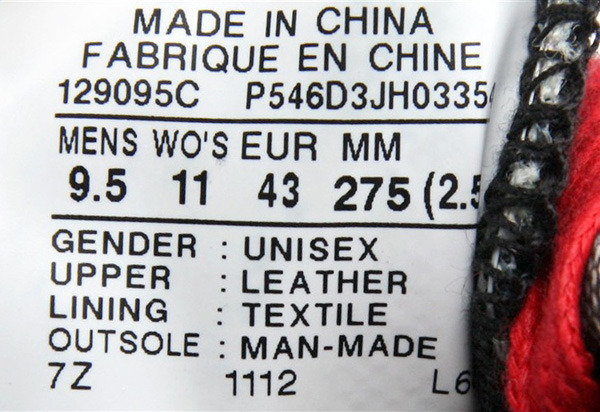 MADE IN CHINA
FABRIQUE EN CHINE
129095C P546D3JH0335
MENS WO'S EUR MM
9.5 11 43 275 (2.5
GENDER : UNISEX
UPPER : LEATHER
LINING : TEXTILE
OUTSOLE : MAN-MADE
7Z 1112 L6